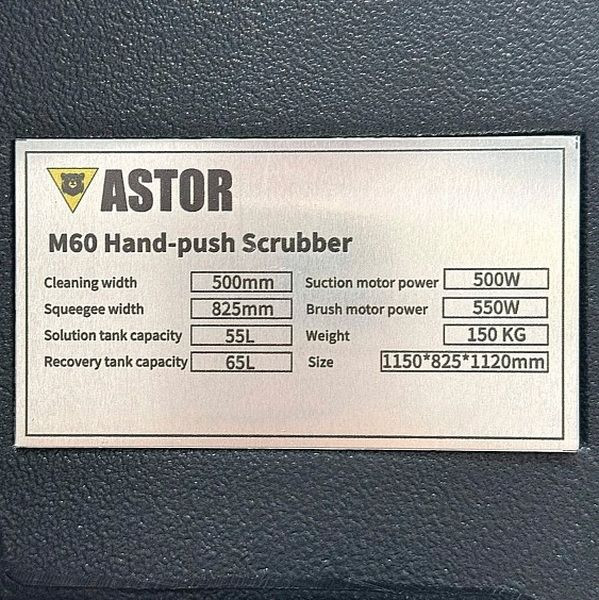 ASTOR
M60 Hand-push Scrubber
Cleaning width 500mm Suction motor power 500W
Squeegee width 825mm Brush motor power 550W
Solution tank capacity 55L Weight 150 KG
Recovery tank capacity 65L Size 1150*825*1120mm